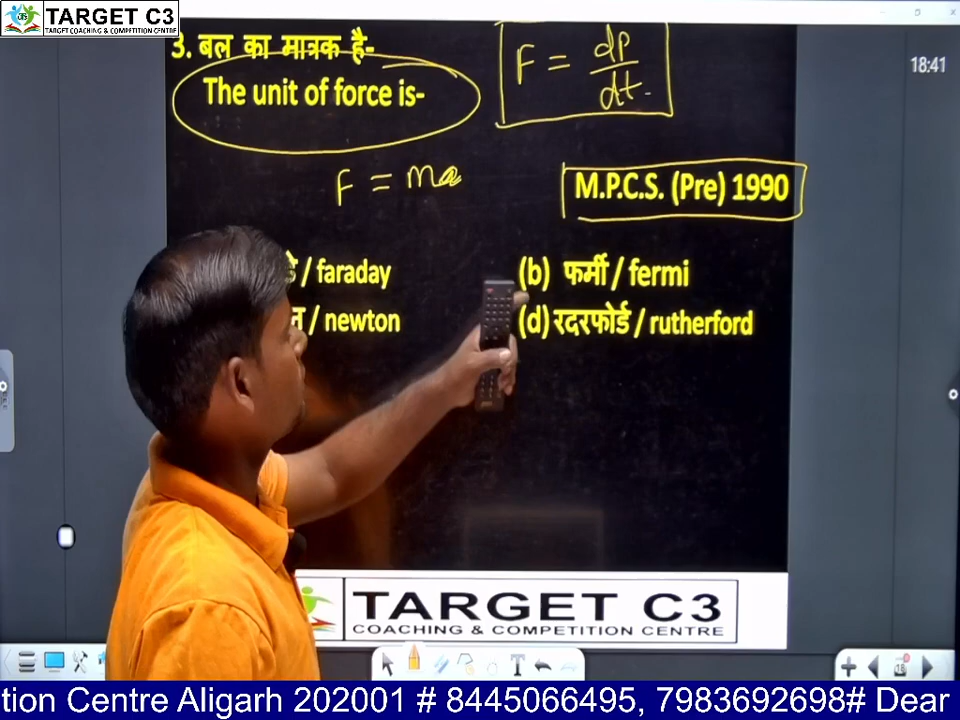 TARGET C3
TARGET COACHING & COMPETITION CENTRE
3. बल का मात्रक है-
The unit of force is-
F = dp/dt
18:41
F = ma
M.P.C.S. (Pre) 1990
/ faraday
(b) फर्मी / fermi
/ newton
(d) रदरफोर्ड / rutherford
TARGET C3
COACHING & COMPETITION CENTRE
tion Centre Aligarh 202001 # 8445066495, 7983692698# Dear